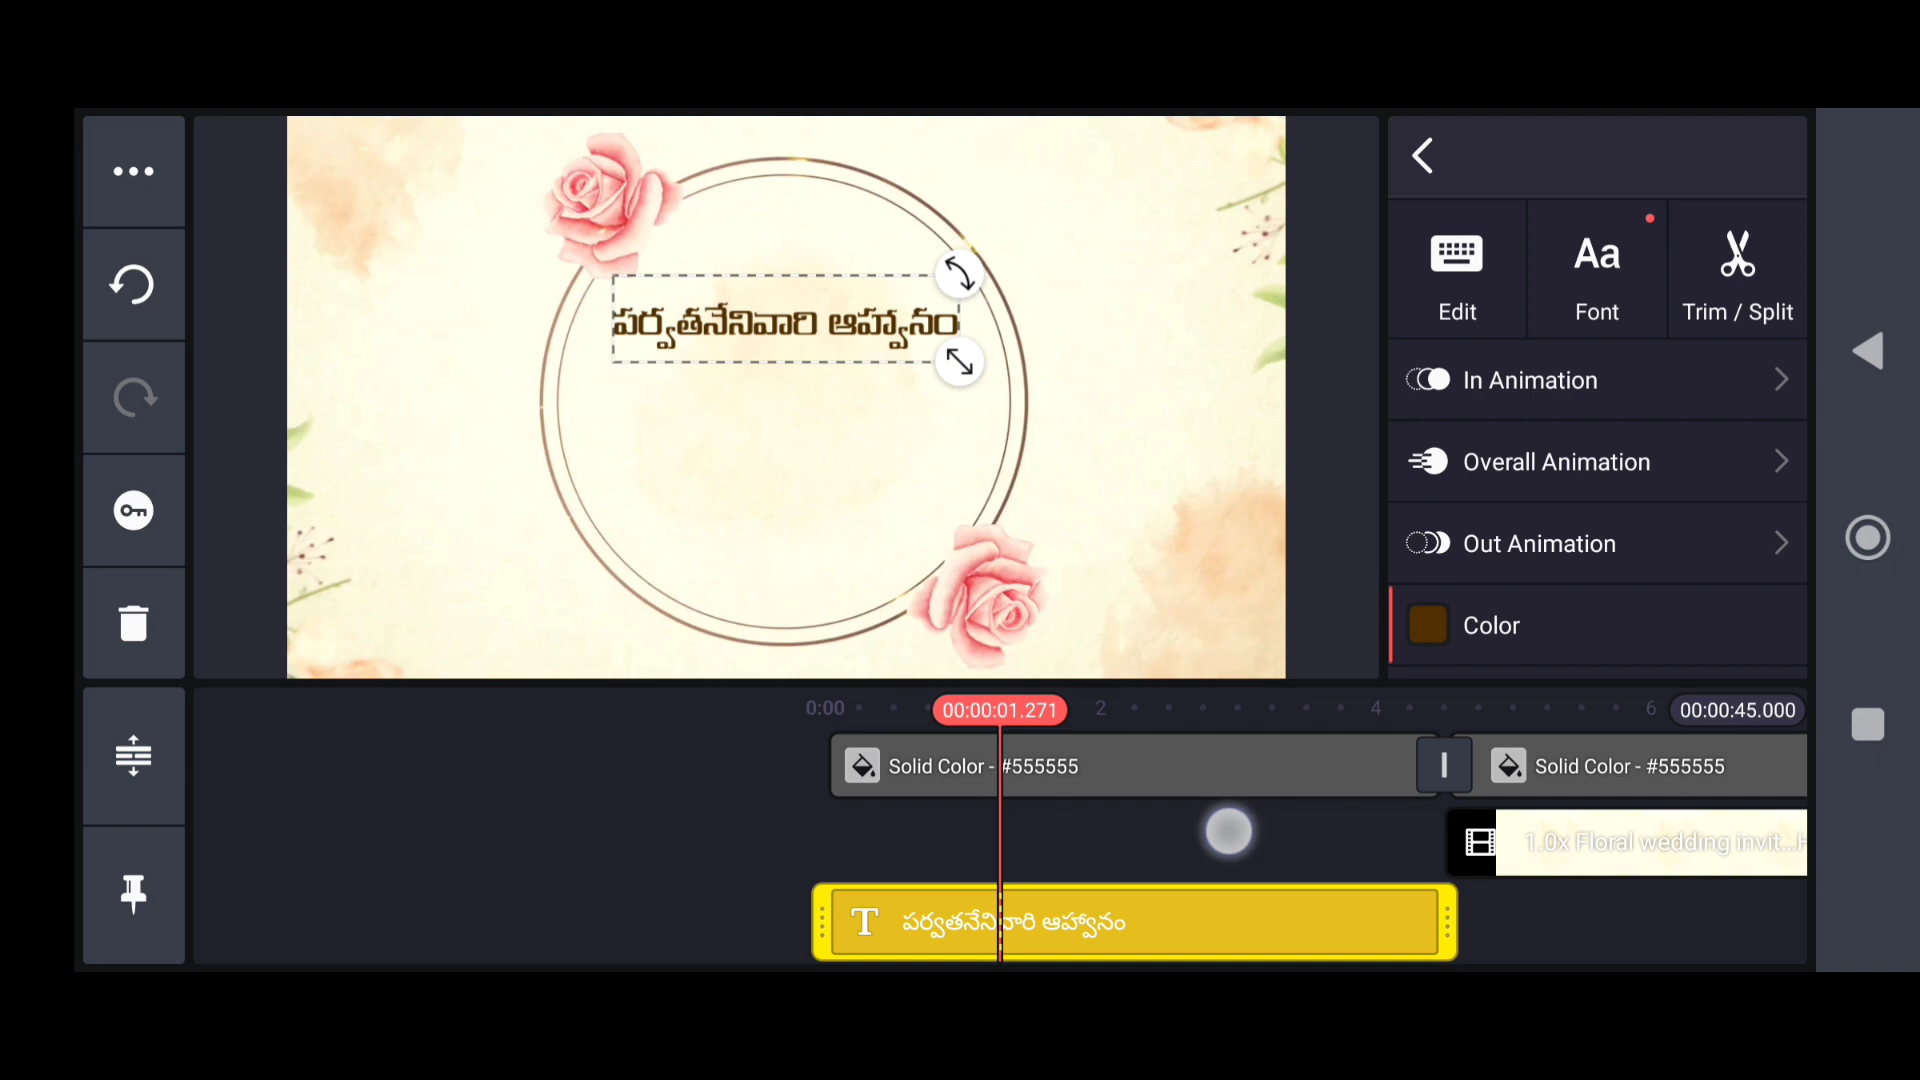 పర్వతనేనివారి ఆహ్వానం
Edit
Aa
Font
Trim / Split
In Animation
Overall Animation
Out Animation
Color
0:00
00:00:01.271
2
4
6
00:00:45.000
Solid Color - #555555
Solid Color - #555555
1.0x Floral wedding invit...H
T పర్వతనేనివారి ఆహ్వానం